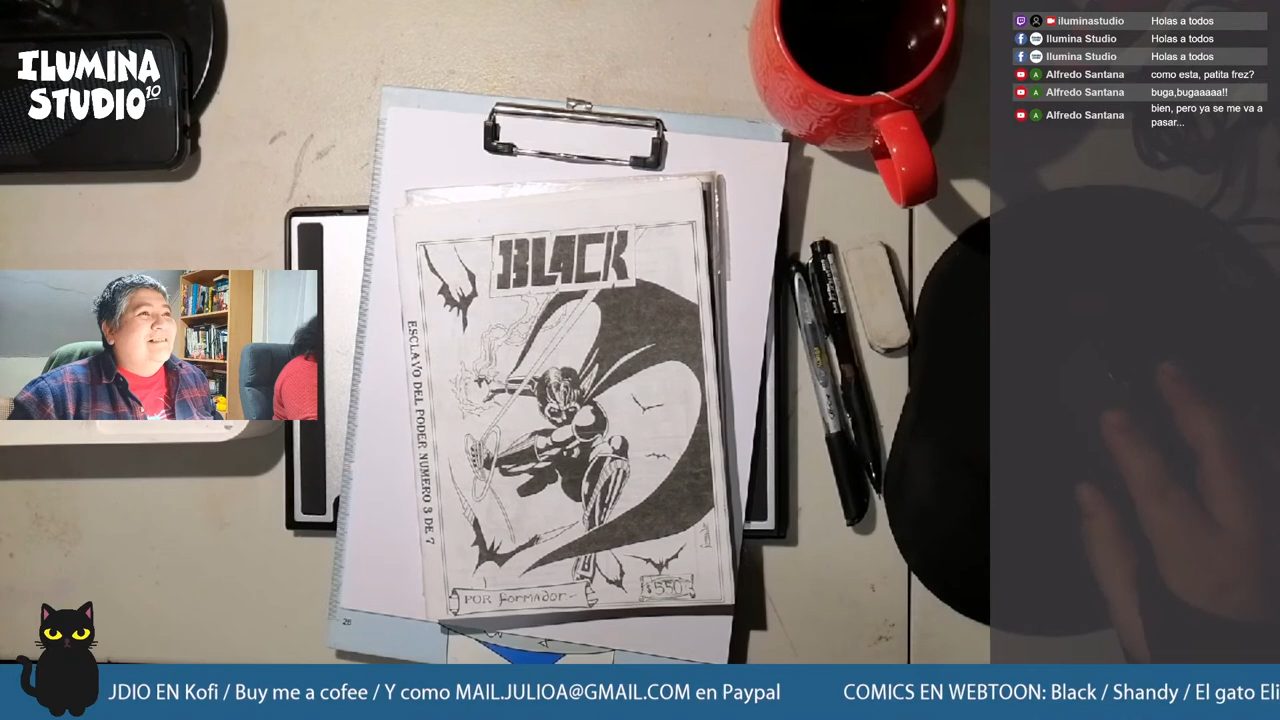 ILUMINA
STUDIO 1.0
iluminastudio Holas a todos
Ilumina Studio Holas a todos
Ilumina Studio Holas a todos
Alfredo Santana como esta, patita frez?
Alfredo Santana buga,bugaaaaa!!
Alfredo Santana bien, pero ya se me va a
pasar...
BLACK
ESCLAVO DEL PODER NUMERO 3 DE 7
POR formador-
$550
28
JDIO EN Kofi / Buy me a cofee / Y como MAIL.JULIOA@GMAIL.COM en Paypal COMICS EN WEBTOON: Black / Shandy / El gato Eli